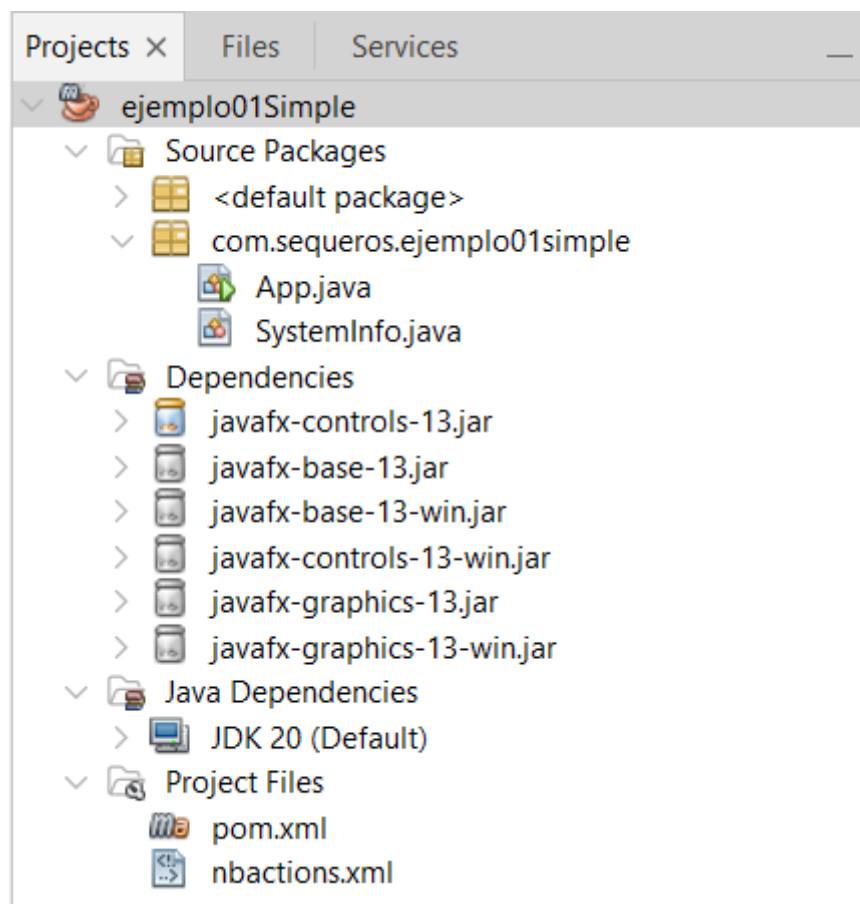 Projects Files Services
ejemplo01Simple
Source Packages
<default package>
com.sequeros.ejemplo01simple
App.java
SystemInfo.java
Dependencies
javafx-controls-13.jar
javafx-base-13.jar
javafx-base-13-win.jar
javafx-controls-13-win.jar
javafx-graphics-13.jar
javafx-graphics-13-win.jar
Java Dependencies
JDK 20 (Default)
Project Files
pom.xml
nbactions.xml